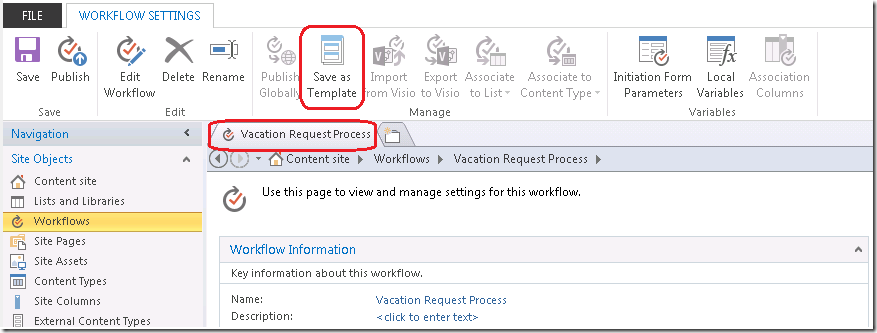 FILE
WORKFLOW SETTINGS
Save
Publish
Edit
Workflow
Delete
Rename
Publish
Globally
Save as
Template
Import
from Visio
Export
to Visio
Associate
to List
Associate to
Content Type
Initiation Form
Parameters
Local
Variables
Association
Columns
Save
Edit
Manage
Variables
Navigation
Site Objects
Content site
Lists and Libraries
Workflows
Site Pages
Site Assets
Content Types
Site Columns
External Content Types
Vacation Request Process
Content site
Workflows
Vacation Request Process
Use this page to view and manage settings for this workflow.
Workflow Information
Key information about this workflow.
Name: Vacation Request Process
Description: <click to enter text>